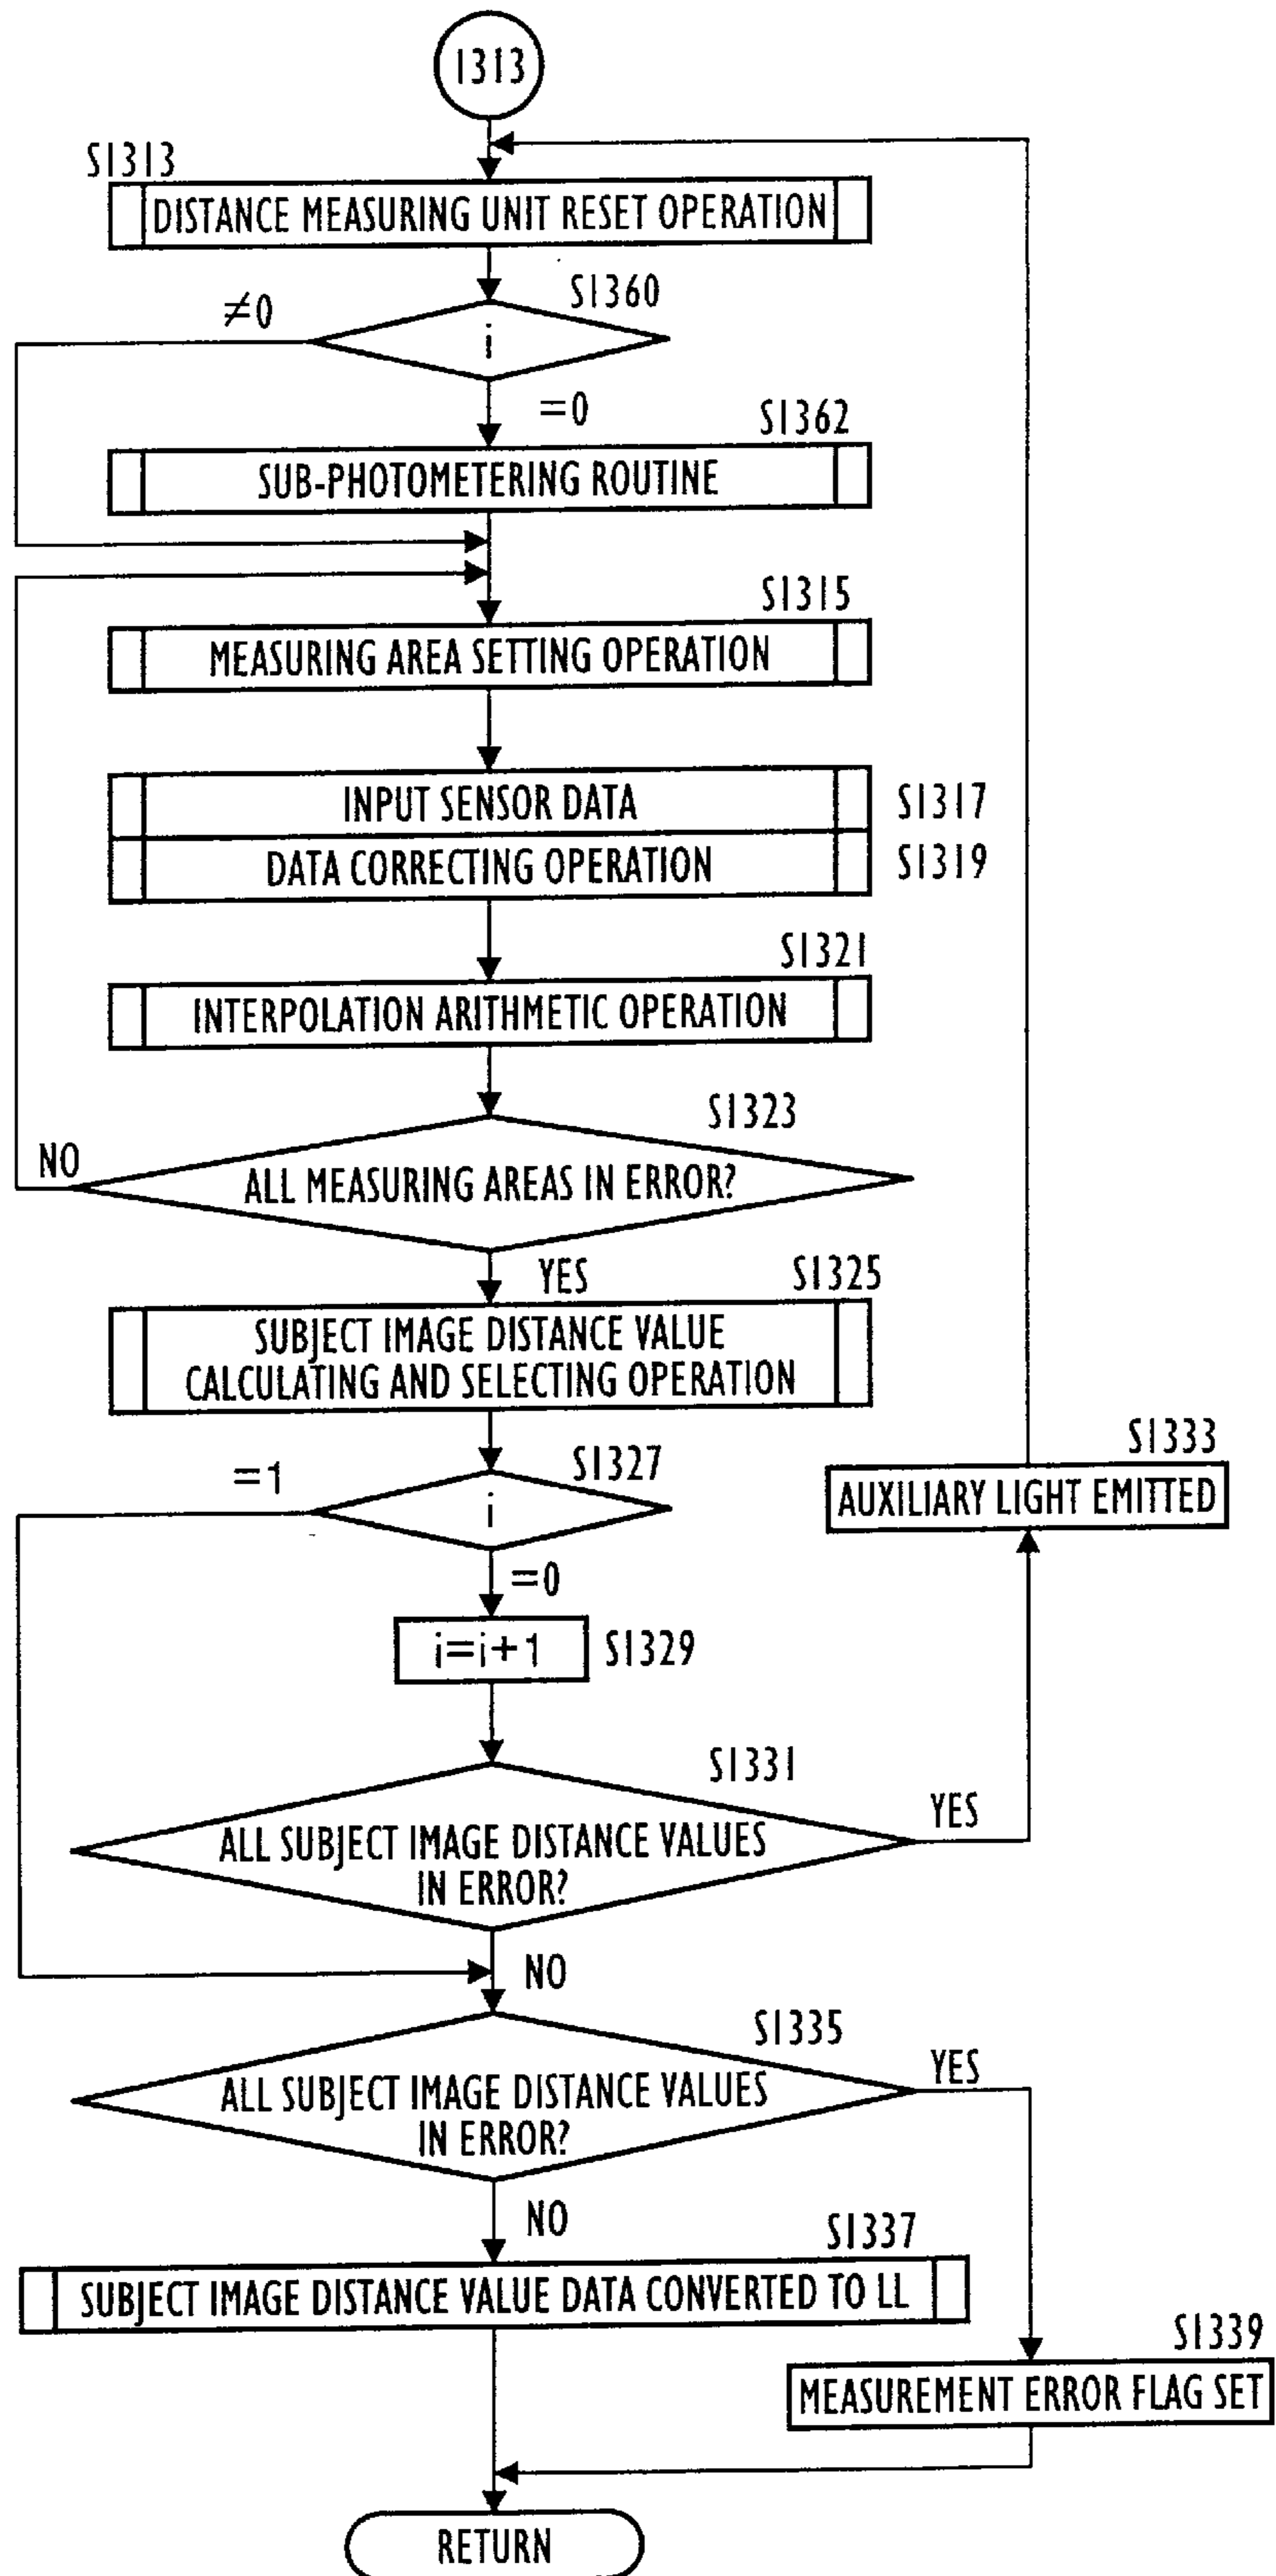 1313
S1313
DISTANCE MEASURING UNIT RESET OPERATION
S1360
≠0
i
=0
S1362
SUB-PHOTOMETERING ROUTINE
S1315
MEASURING AREA SETTING OPERATION
INPUT SENSOR DATA
S1317
DATA CORRECTING OPERATION
S1319
S1321
INTERPOLATION ARITHMETIC OPERATION
S1323
NO
ALL MEASURING AREAS IN ERROR?
YES
S1325
SUBJECT IMAGE DISTANCE VALUE
CALCULATING AND SELECTING OPERATION
S1327
=1
i
=0
S1333
AUXILIARY LIGHT EMITTED
i=i+1
S1329
S1331
YES
ALL SUBJECT IMAGE DISTANCE VALUES
IN ERROR?
NO
S1335
YES
ALL SUBJECT IMAGE DISTANCE VALUES
IN ERROR?
NO
S1337
SUBJECT IMAGE DISTANCE VALUE DATA CONVERTED TO LL
S1339
MEASUREMENT ERROR FLAG SET
RETURN